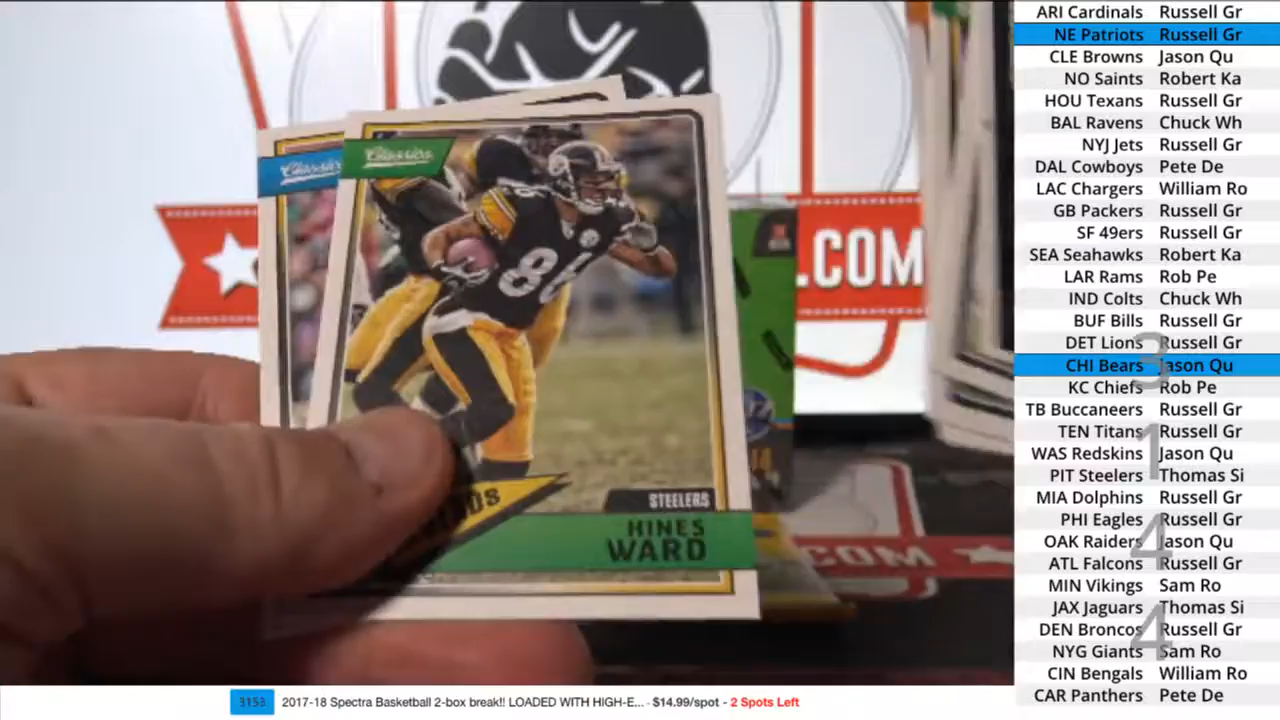 Classics
Classics
86
STEELERS
HINES
WARD
.COM
.COM
ARI Cardinals Russell Gr
NE Patriots Russell Gr
CLE Browns Jason Qu
NO Saints Robert Ka
HOU Texans Russell Gr
BAL Ravens Chuck Wh
NYJ Jets Russell Gr
DAL Cowboys Pete De
LAC Chargers William Ro
GB Packers Russell Gr
SF 49ers Russell Gr
SEA Seahawks Robert Ka
LAR Rams Rob Pe
IND Colts Chuck Wh
BUF Bills Russell Gr
DET Lions Russell Gr
CHI Bears Jason Qu
KC Chiefs Rob Pe
TB Buccaneers Russell Gr
TEN Titans Russell Gr
WAS Redskins Jason Qu
PIT Steelers Thomas Si
MIA Dolphins Russell Gr
PHI Eagles Russell Gr
OAK Raiders Jason Qu
ATL Falcons Russell Gr
MIN Vikings Sam Ro
JAX Jaguars Thomas Si
DEN Broncos Russell Gr
NYG Giants Sam Ro
CIN Bengals William Ro
CAR Panthers Pete De
3
1
4
4
3153 2017-18 Spectra Basketball 2-box break!! LOADED WITH HIGH-E... - $14.99/spot - 2 Spots Left